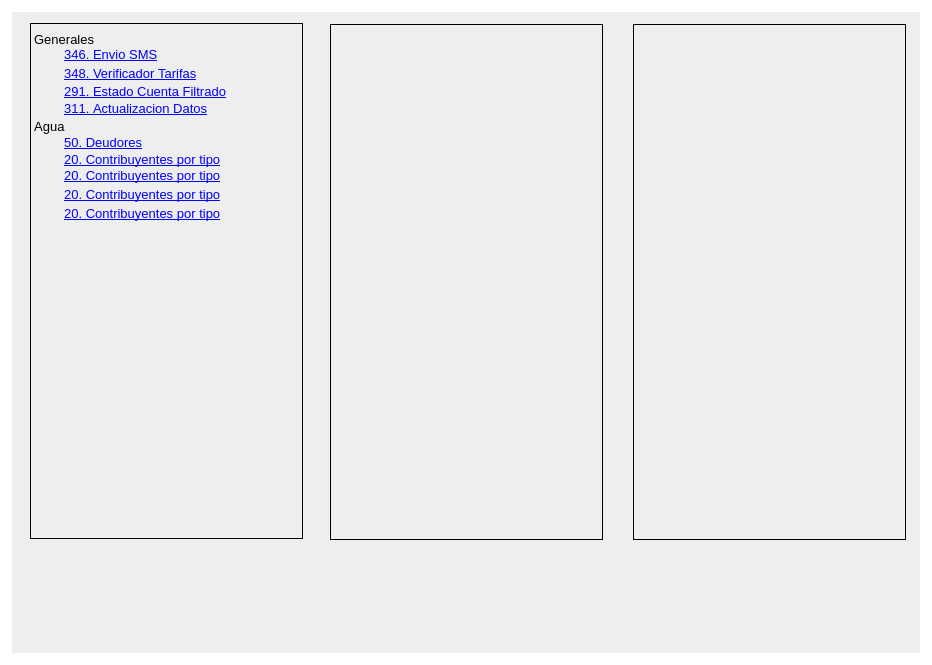 Generales
346. Envio SMS
348. Verificador Tarifas
291. Estado Cuenta Filtrado
311. Actualizacion Datos
Agua
50. Deudores
20. Contribuyentes por tipo
20. Contribuyentes por tipo
20. Contribuyentes por tipo
20. Contribuyentes por tipo